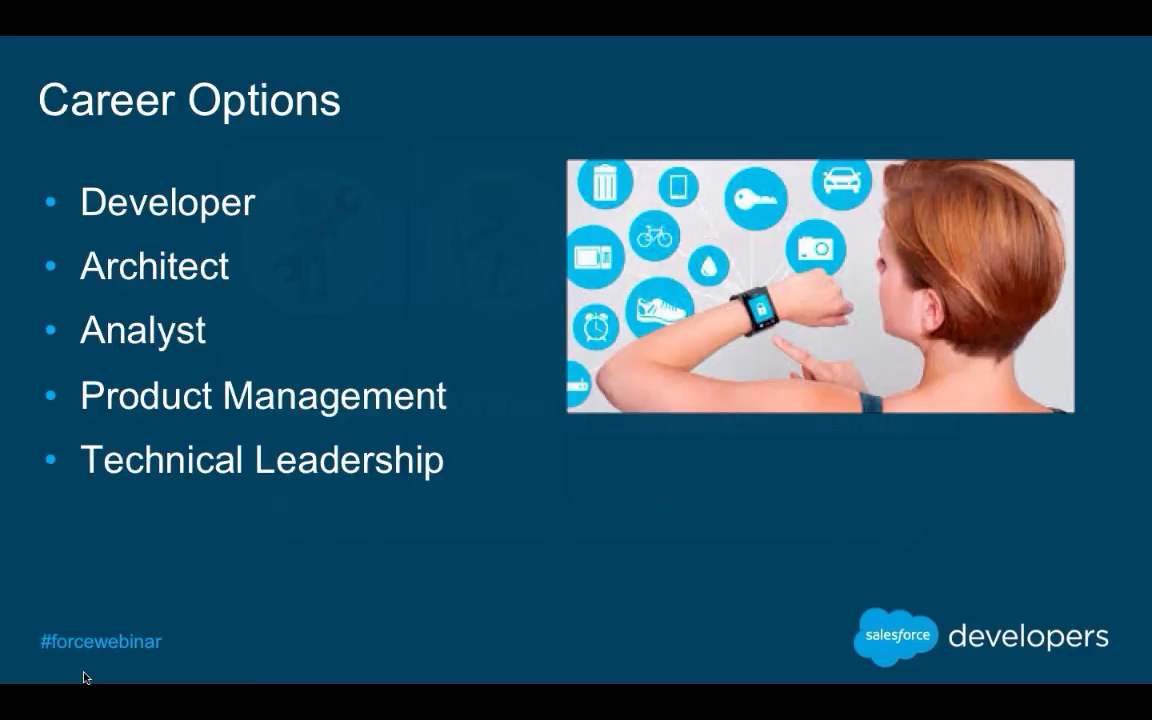 Career Options
• Developer
• Architect
• Analyst
• Product Management
• Technical Leadership
#forcewebinar
salesforce developers